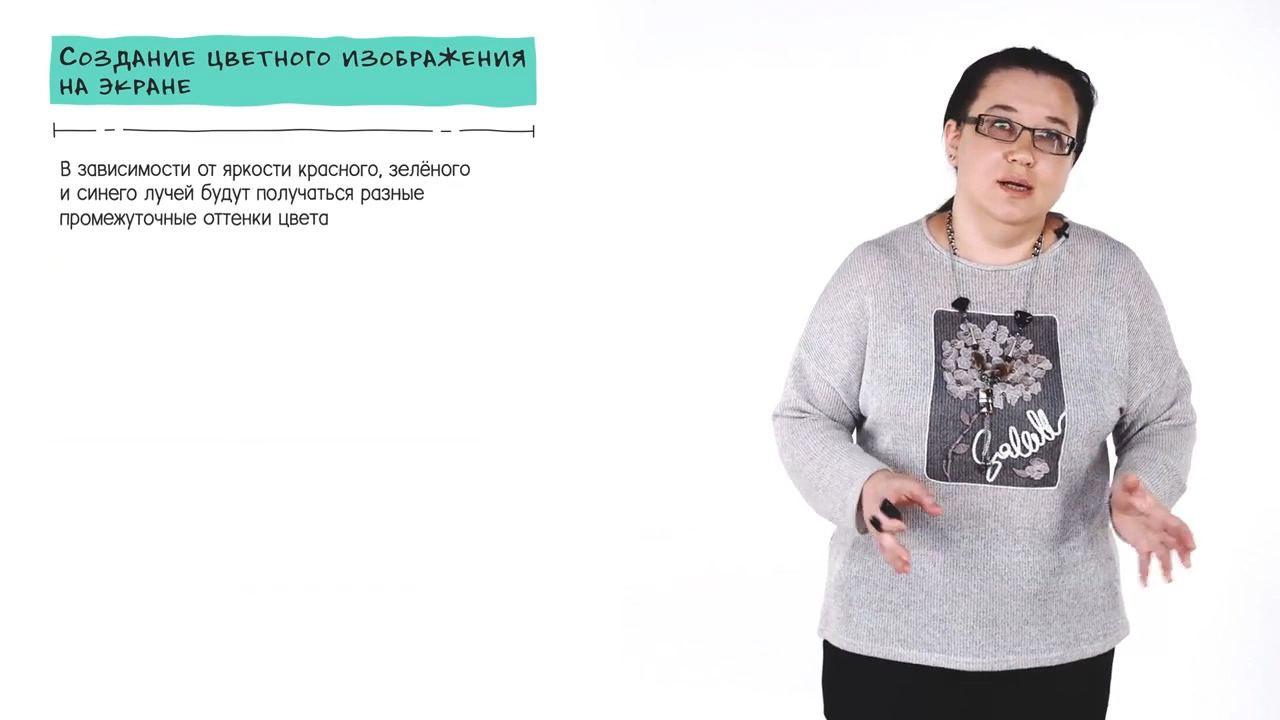 Создание цветного изображения
на экране
В зависимости от яркости красного, зелёного
и синего лучей будут получаться разные
промежуточные оттенки цвета